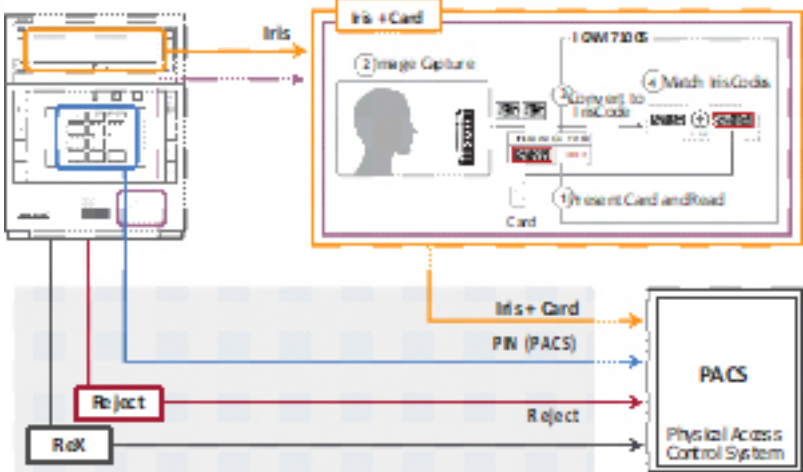 Iris
Iris + Card
2 Image Capture
3 Convert to
IrisCode
4 Match IrisCodes
1 Present Card and Read
Card
Iris + Card
PIN (PACS)
Reject
Reject
ReX
PACS
Physical Access
Control System